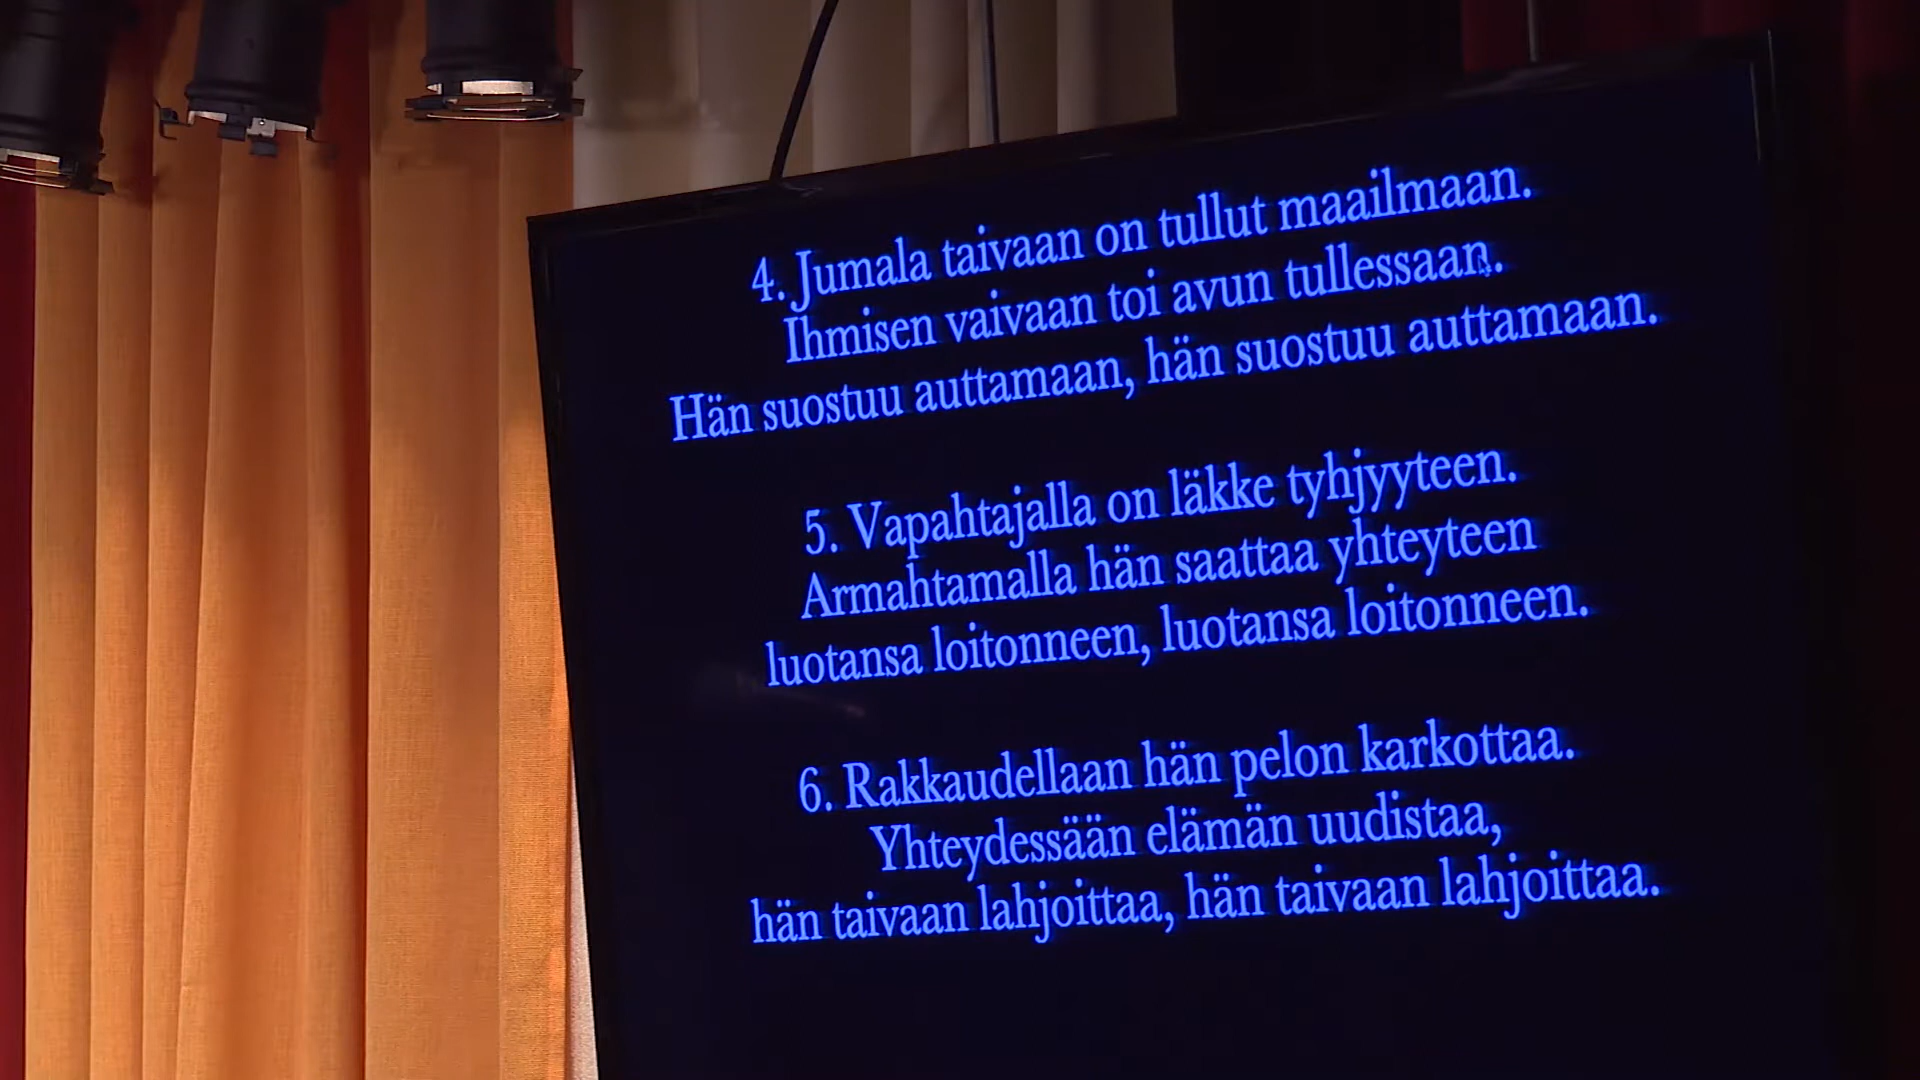 4. Jumala taivaan on tullut maailmaan.
Ihmisen vaivaan toi avun tullessaan.
Hän suostuu auttamaan, hän suostuu auttamaan.
5. Vapahtajalla on läkke tyhjyyteen.
Armahtamalla hän saattaa yhteyteen
luotansa loitonneen, luotansa loitonneen.
6. Rakkaudellaan hän pelon karkottaa.
Yhteydessään elämän uudistaa,
hän taivaan lahjoittaa, hän taivaan lahjoittaa.